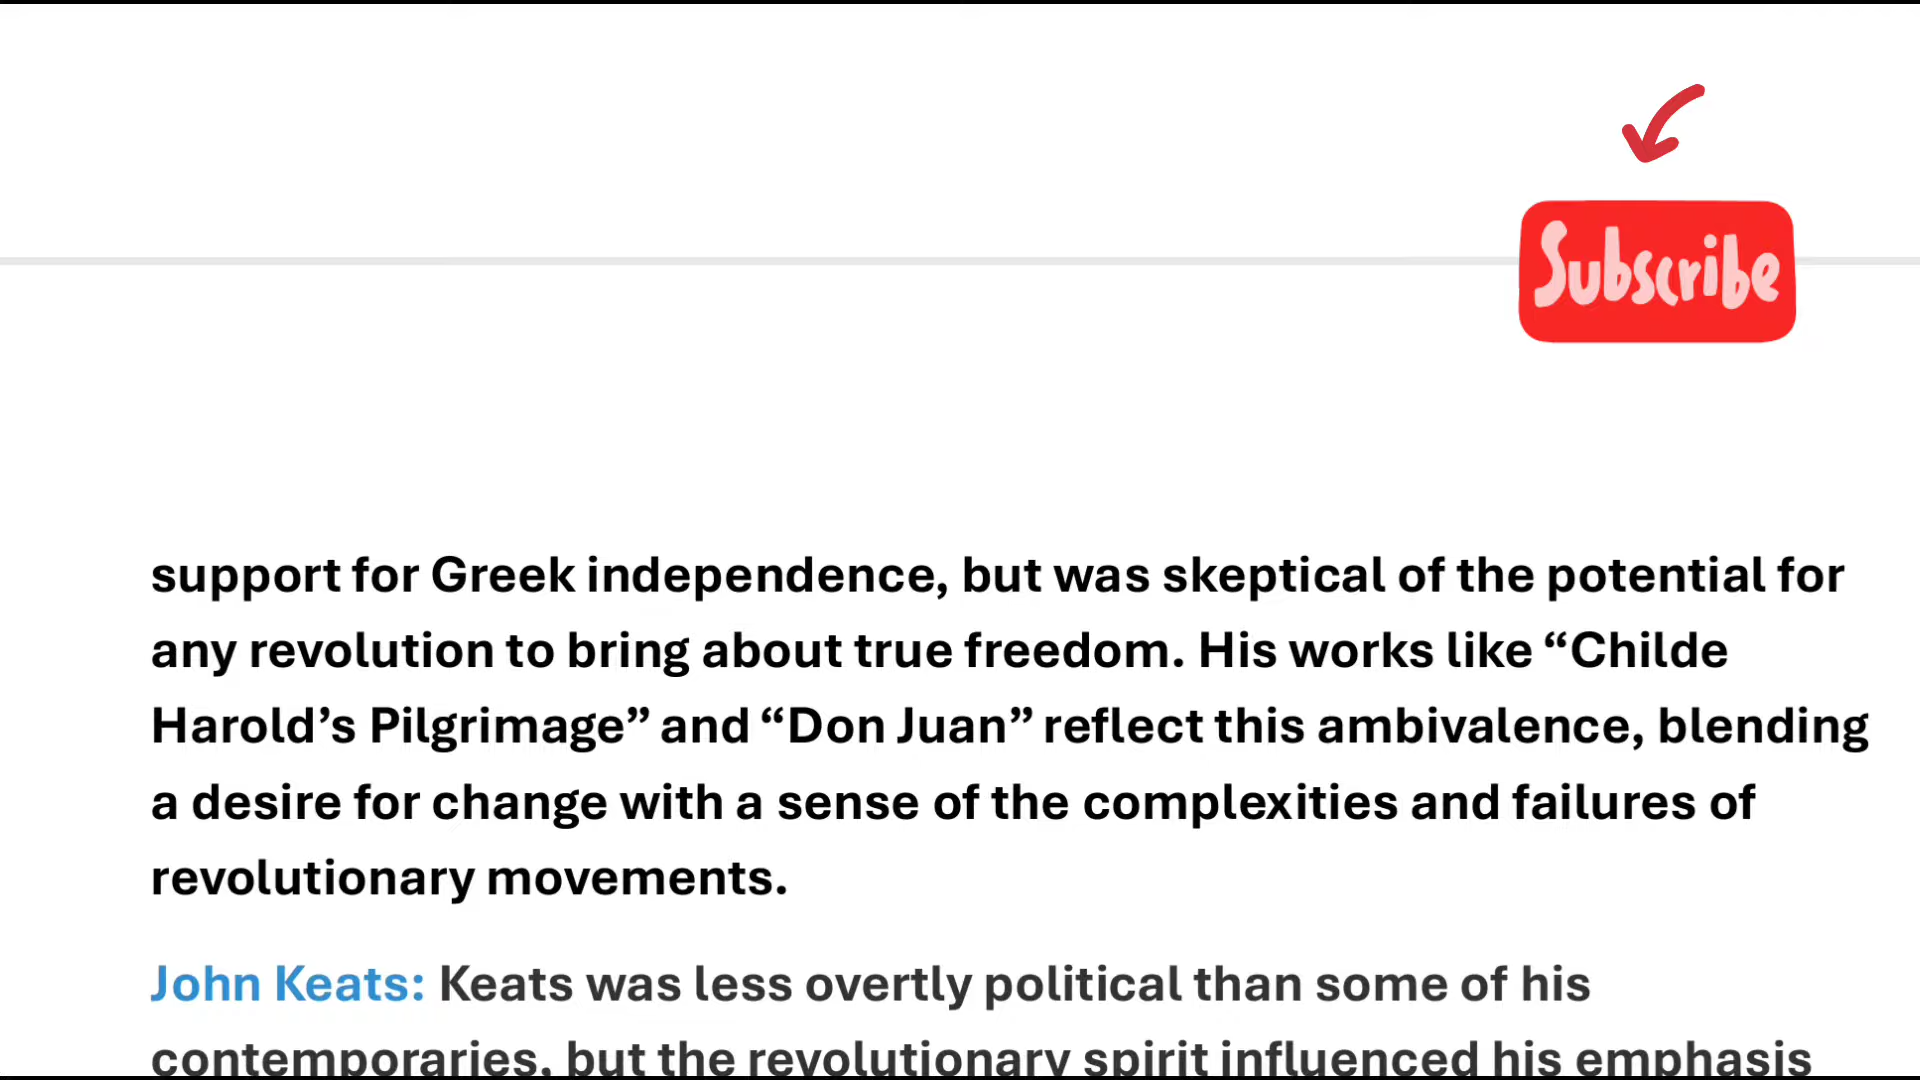 Subscribe
support for Greek independence, but was skeptical of the potential for
any revolution to bring about true freedom. His works like “Childe
Harold’s Pilgrimage” and “Don Juan” reflect this ambivalence, blending
a desire for change with a sense of the complexities and failures of
revolutionary movements.
John Keats: Keats was less overtly political than some of his
contemporaries, but the revolutionary spirit influenced his emphasis